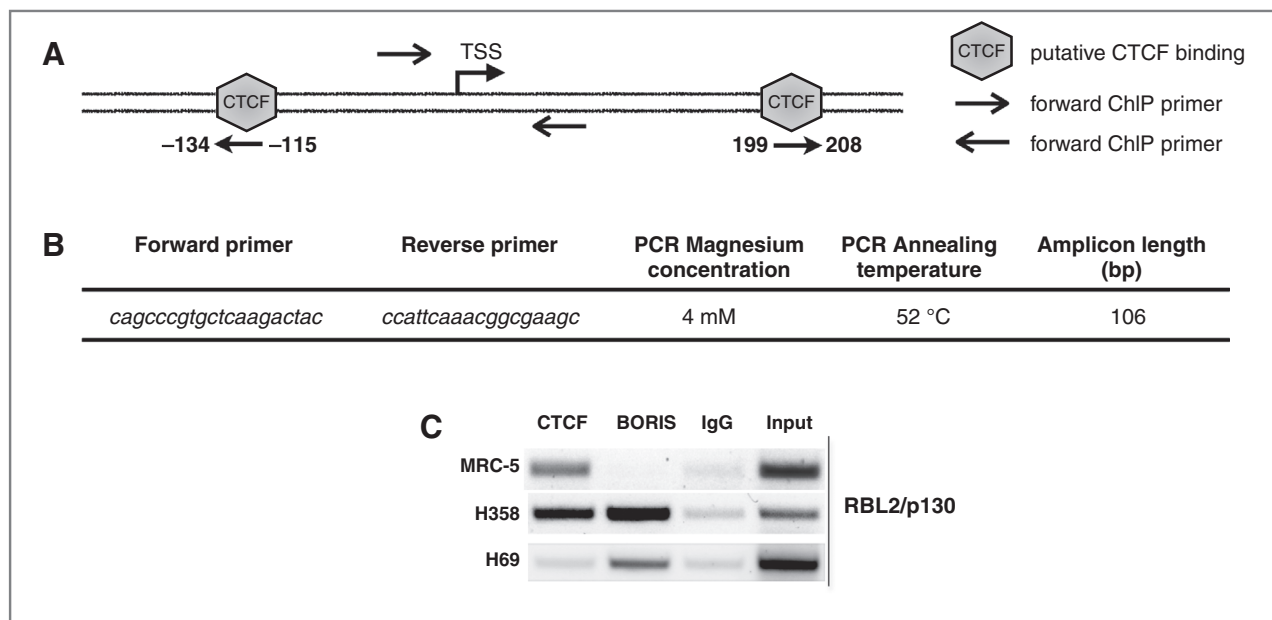 A
TSS
CTCF
CTCF
–134
–115
199
208
CTCF
putative CTCF binding
forward ChIP primer
forward ChIP primer
B
Forward primer
Reverse primer
PCR Magnesium
concentration
PCR Annealing
temperature
Amplicon length
(bp)
cagcccgtgctcaagactac
ccattcaaacggcgaagc
4 mM
52 °C
106
C
CTCF
BORIS
IgG
Input
MRC-5
H358
H69
RBL2/p130